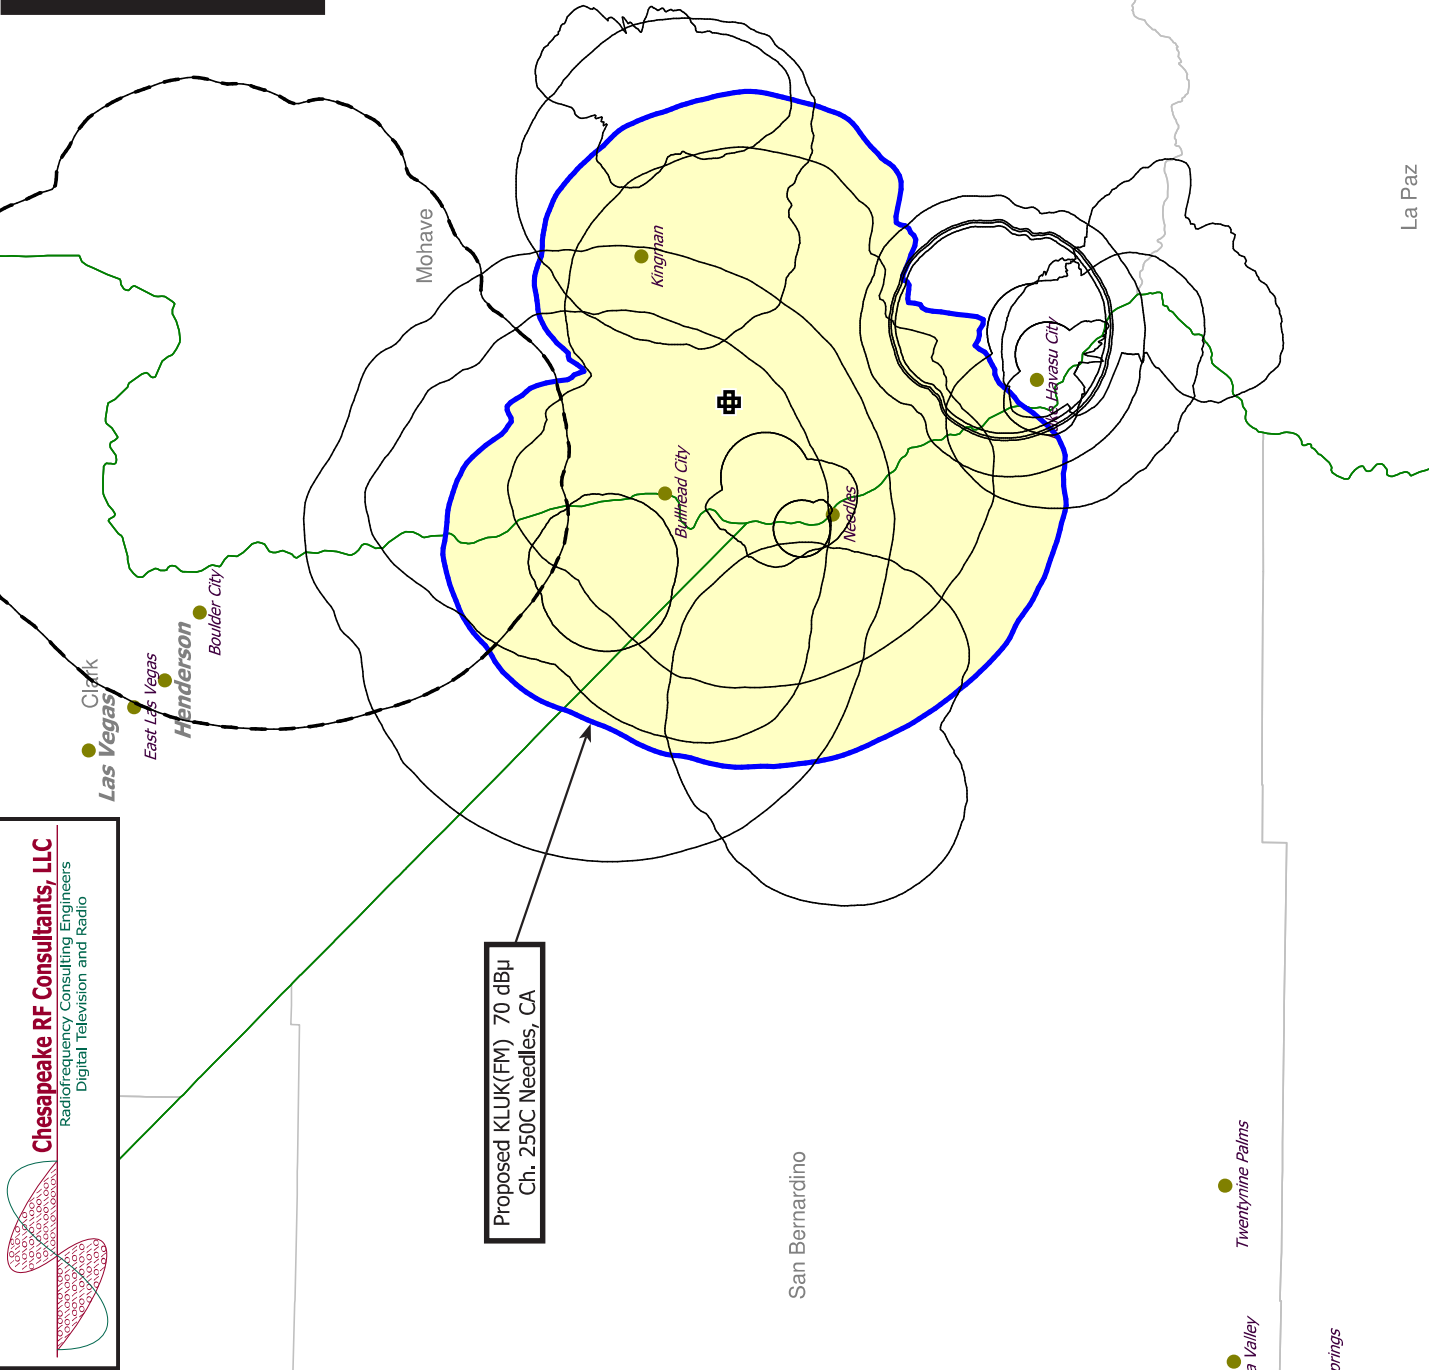 Mohave
La Paz
Kingman
Bullhead City
Needles
Boulder City
Henderson
Clark
East Las Vegas
Las Vegas
Chesapeake RF Consultants, LLC
Radiofrequency Consulting Engineers
Digital Television and Radio
Proposed KLUK(FM) 70 dBµ
Ch. 250C Needles, CA
San Bernardino
Twentynine Palms
Havasu City
Valley